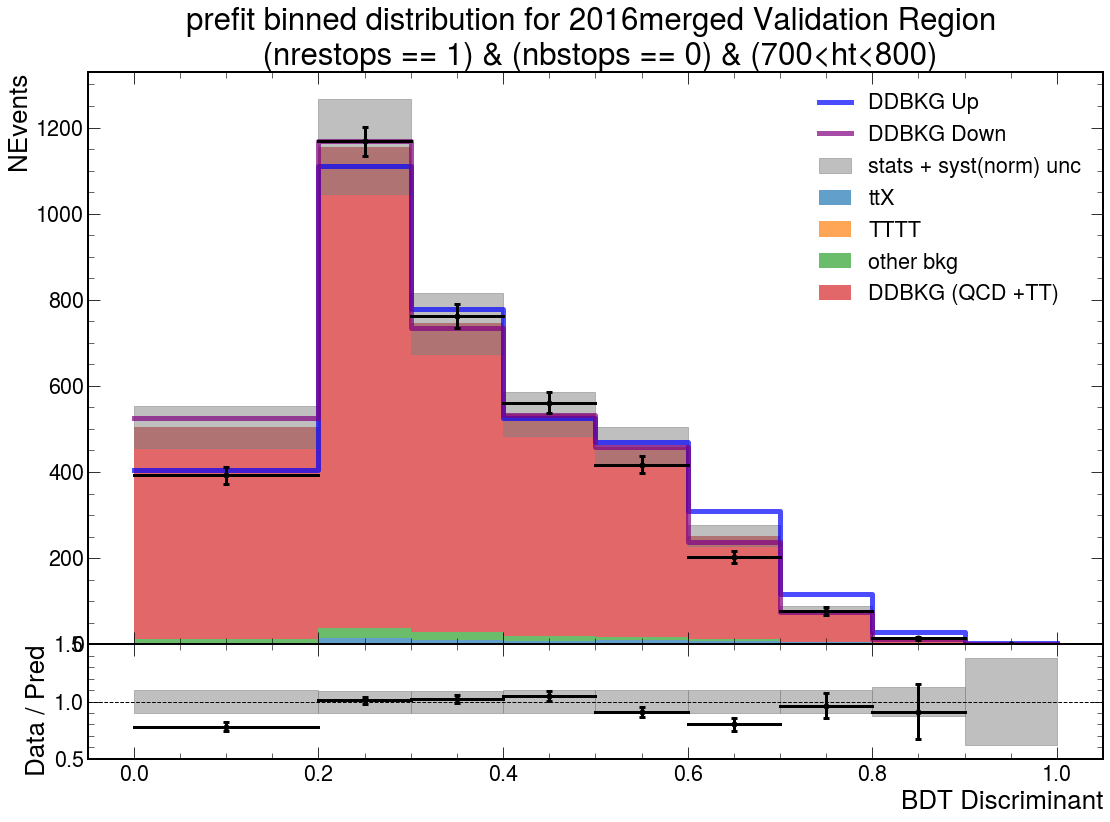 prefit binned distribution for 2016merged Validation Region
(nrestops == 1) & (nbstops == 0) & (700<ht<800)
NEvents
1200
1000
800
600
400
200
0
DDBKG Up
DDBKG Down
stats + syst(norm) unc
ttX
TTTT
other bkg
DDBKG (QCD +TT)
Data / Pred
1.5
1.0
0.5
0.0
0.2
0.4
0.6
0.8
1.0
BDT Discriminant